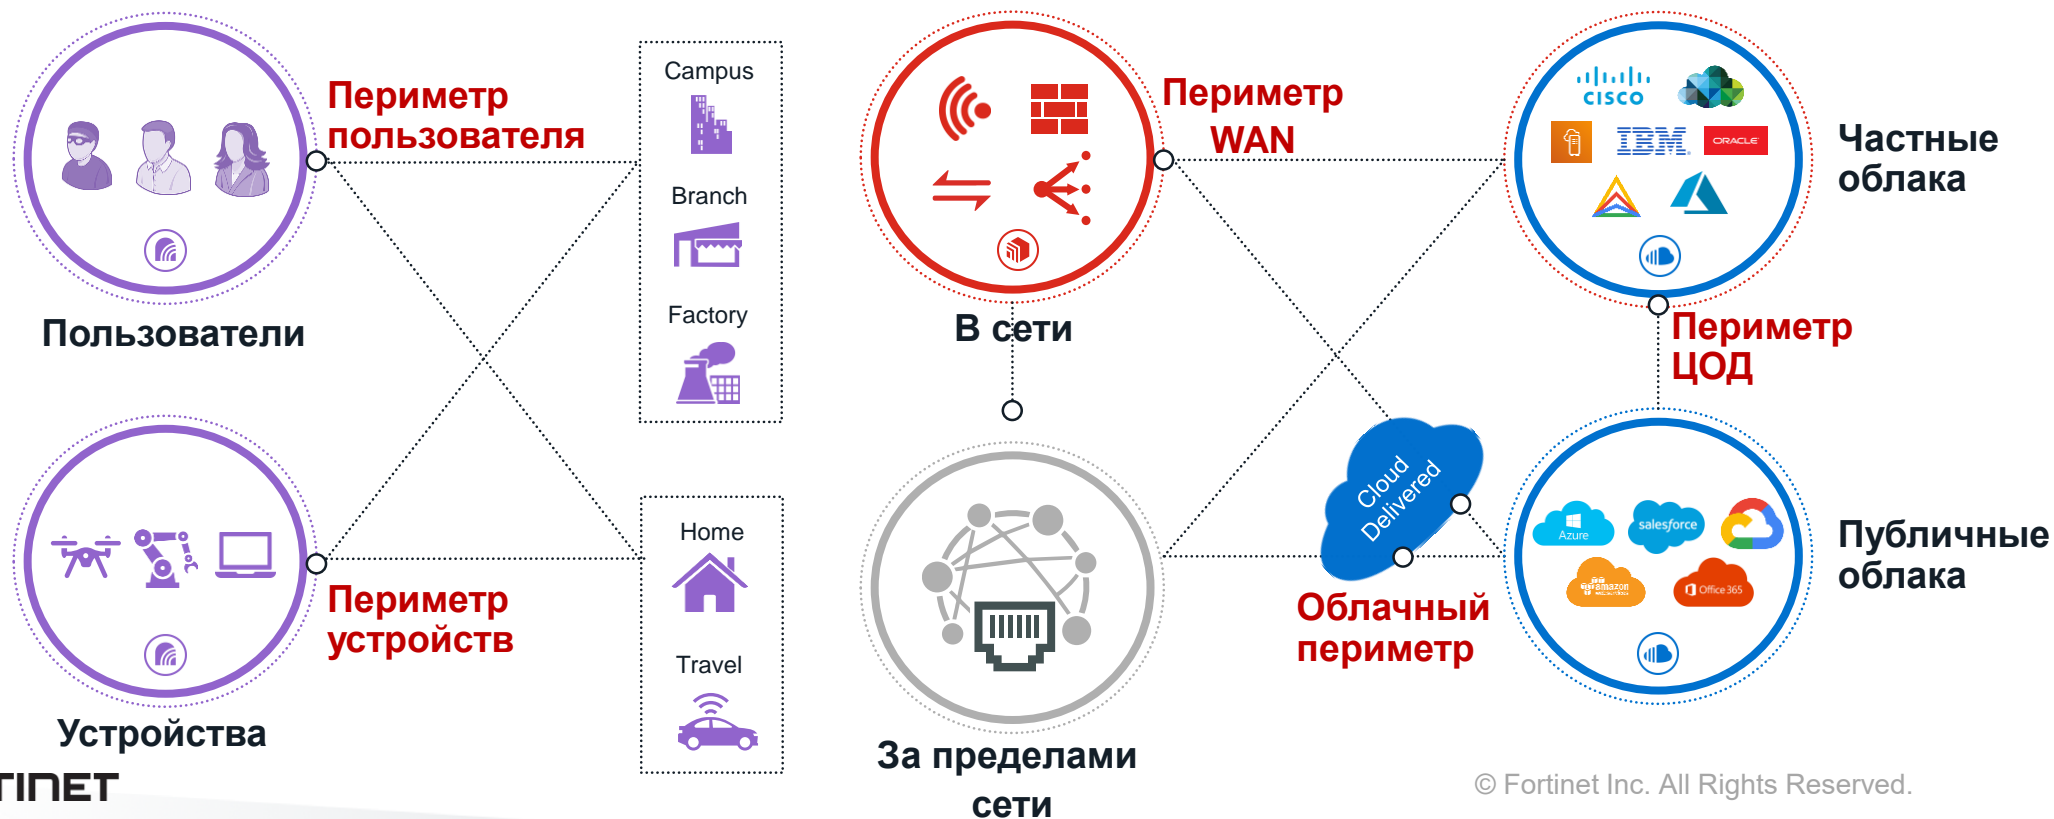 Campus
Периметр
пользователя
Branch
Factory
Пользователи
Периметр
WAN
CISCO
IBM
ORACLE
Частные
облака
В сети
Периметр
ЦОД
Home
Периметр
устройств
Travel
Устройства
Cloud
Delivered
Azure
salesforce
amazon
Office 365
Публичные
облака
Облачный
периметр
За пределами
сети
TINET
© Fortinet Inc. All Rights Reserved.